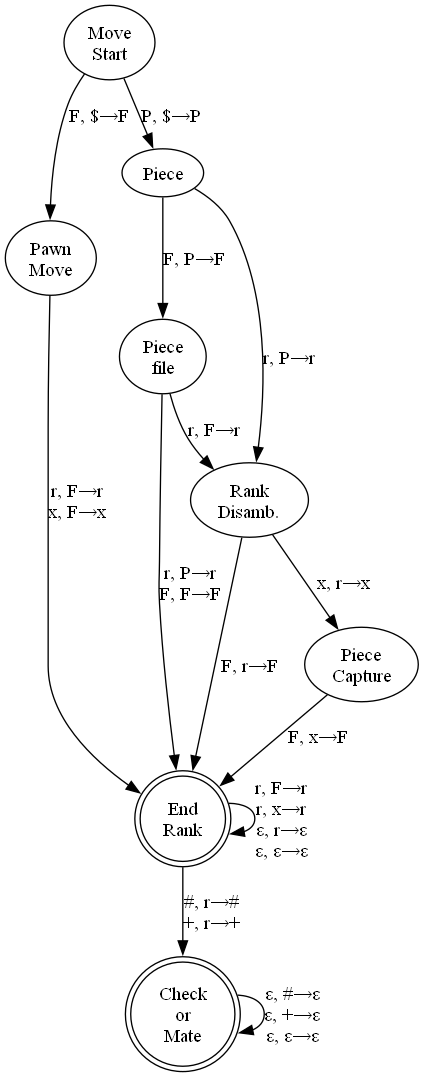 Move
Start
F, $→F
P, $→P
Piece
Pawn
Move
F, P→F
Piece
file
r, P→r
r, F→r
r, F→r
x, F→x
Rank
Disamb.
r, P→r
F, F→F
x, r→x
F, r→F
Piece
Capture
F, x→F
End
Rank
r, F→r
r, x→r
ε, r→ε
ε, ε→ε
#, r→#
+, r→+
Check
or
Mate
ε, #→ε
ε, +→ε
ε, ε→ε